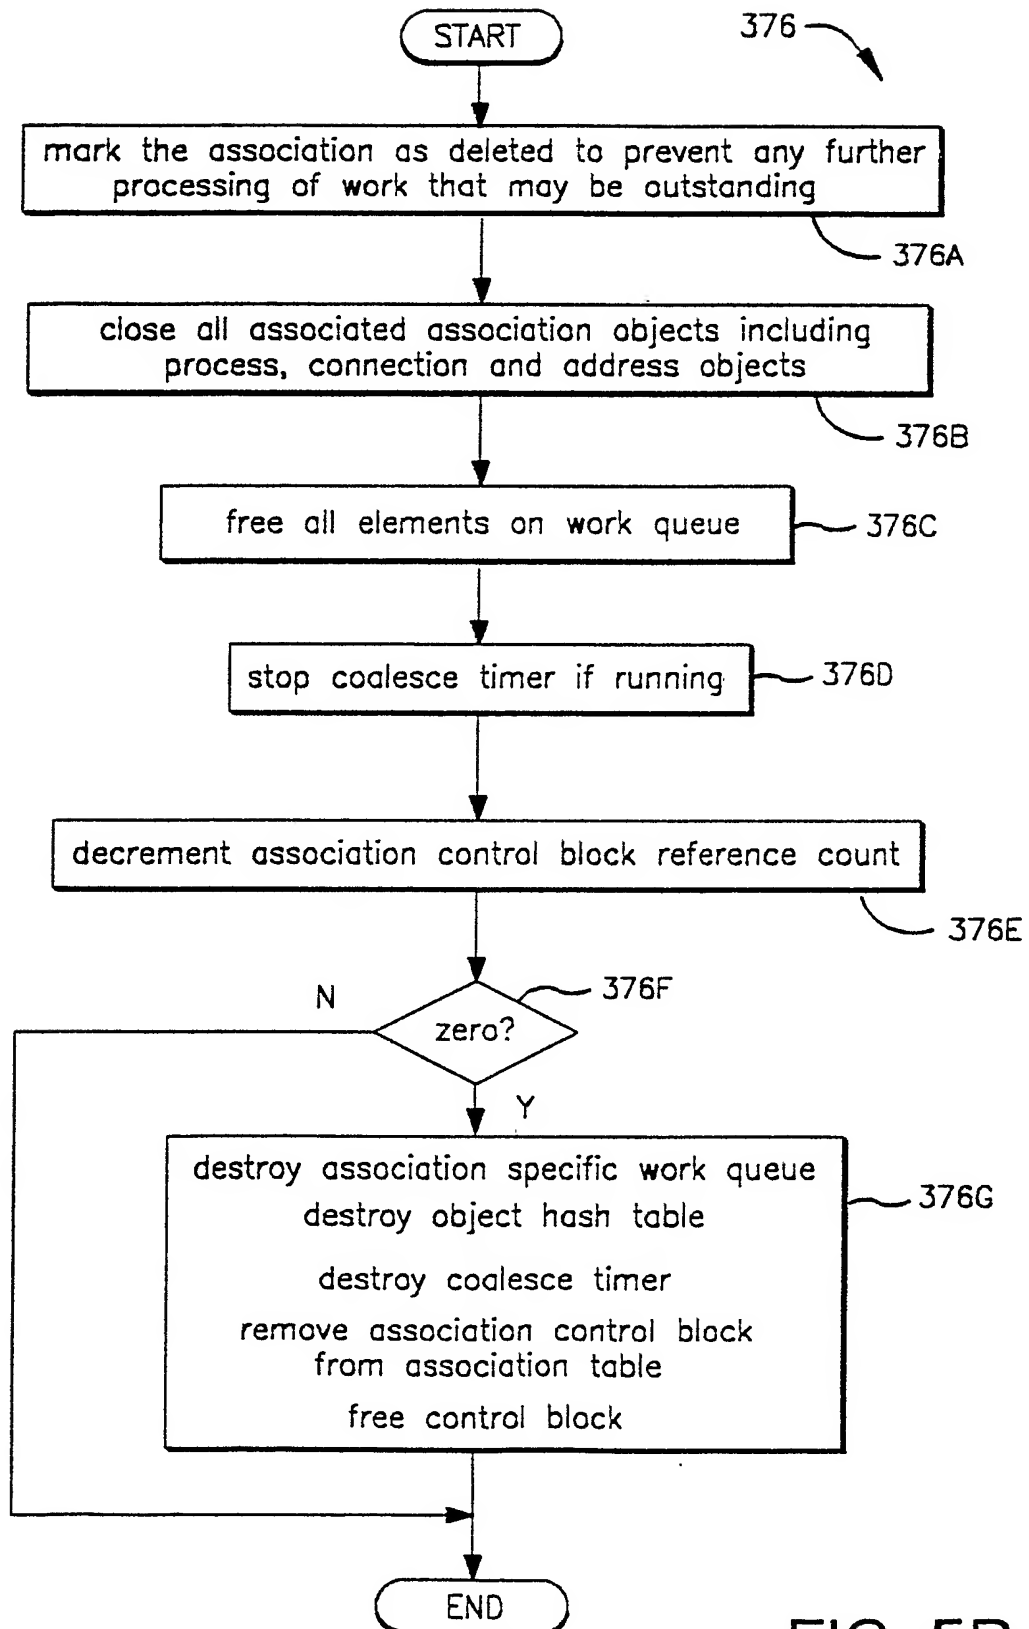 START
376
mark the association as deleted to prevent any further
processing of work that may be outstanding
376A
close all associated association objects including
process, connection and address objects
376B
free all elements on work queue
376C
stop coalesce timer if running
376D
decrement association control block reference count
376E
376F
N
zero?
Y
destroy association specific work queue
destroy object hash table
destroy coalesce timer
remove association control block
from association table
free control block
376G
END